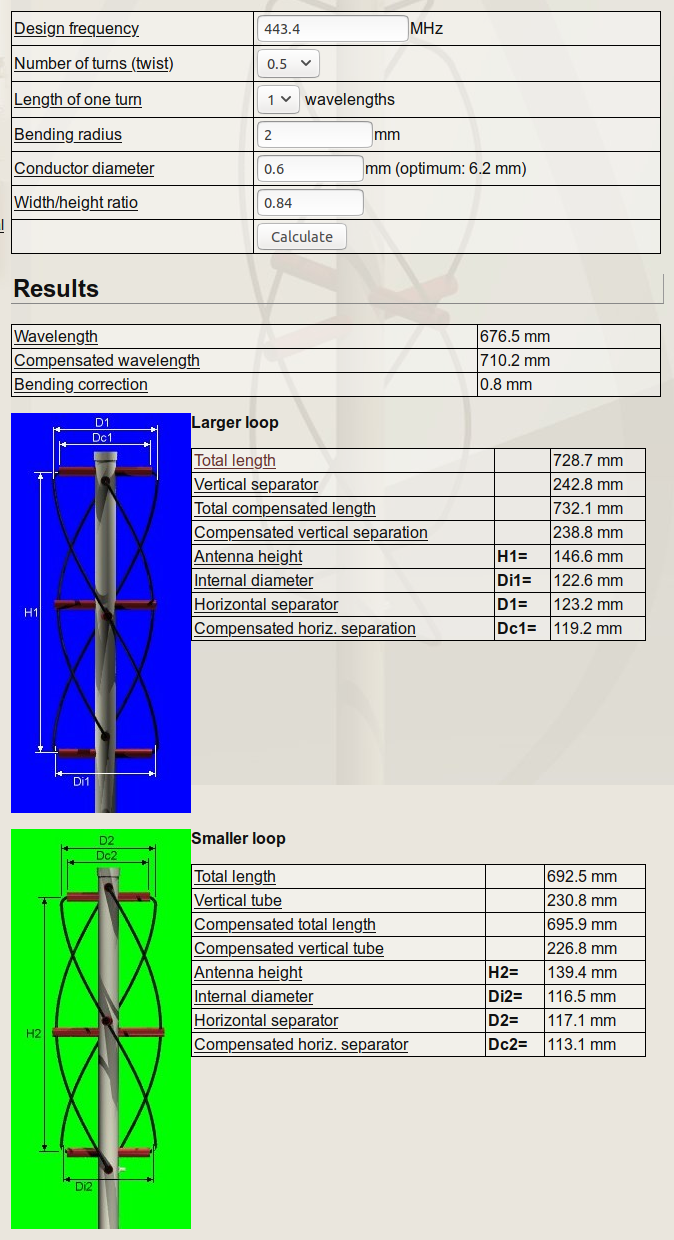 Design frequency 443.4 MHz
Number of turns (twist) 0.5
Length of one turn 1 wavelengths
Bending radius 2 mm
Conductor diameter 0.6 mm (optimum: 6.2 mm)
Width/height ratio 0.84
Calculate
Results
Wavelength 676.5 mm
Compensated wavelength 710.2 mm
Bending correction 0.8 mm
D1
Dc1
H1
Di1
Larger loop
Total length 728.7 mm
Vertical separator 242.8 mm
Total compensated length 732.1 mm
Compensated vertical separation 238.8 mm
Antenna height H1= 146.6 mm
Internal diameter Di1= 122.6 mm
Horizontal separator D1= 123.2 mm
Compensated horiz. separation Dc1= 119.2 mm
D2
Dc2
H2
Di2
Smaller loop
Total length 692.5 mm
Vertical tube 230.8 mm
Compensated total length 695.9 mm
Compensated vertical tube 226.8 mm
Antenna height H2= 139.4 mm
Internal diameter Di2= 116.5 mm
Horizontal separator D2= 117.1 mm
Compensated horiz. separator Dc2= 113.1 mm